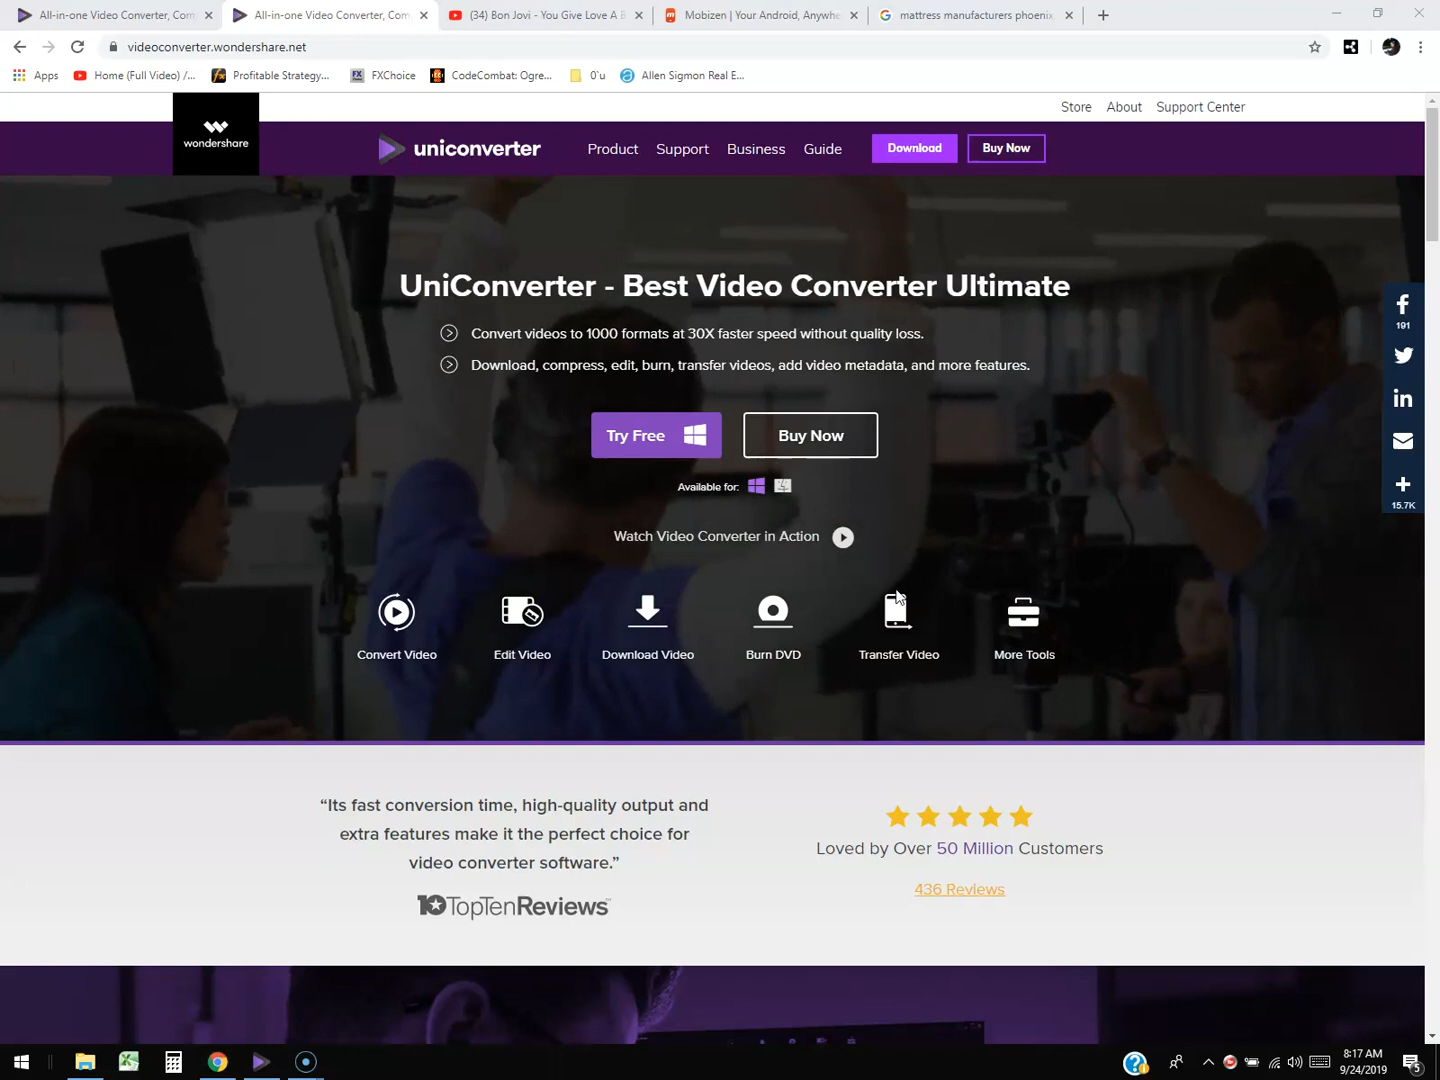 All-in-one Video Converter, Com
All-in-one Video Converter, Com
(34) Bon Jovi - You Give Love A B
Mobizen | Your Android, Anywhe
mattress manufacturers phoenix,
videoconverter.wondershare.net
Apps
Home (Full Video) /...
Profitable Strategy...
FXChoice
CodeCombat: Ogre...
0`u
Allen Sigmon Real E...
Store
About
Support Center
wondershare
uniconverter
Product
Support
Business
Guide
Download
Buy Now
UniConverter - Best Video Converter Ultimate
Convert videos to 1000 formats at 30X faster speed without quality loss.
Download, compress, edit, burn, transfer videos, add video metadata, and more features.
Try Free
Buy Now
Available for:
Watch Video Converter in Action
191
15.7K
Convert Video
Edit Video
Download Video
Burn DVD
Transfer Video
More Tools
“Its fast conversion time, high-quality output and
extra features make it the perfect choice for
video converter software.”
10TopTenReviews
Loved by Over 50 Million Customers
436 Reviews
8:17 AM
9/24/2019
5